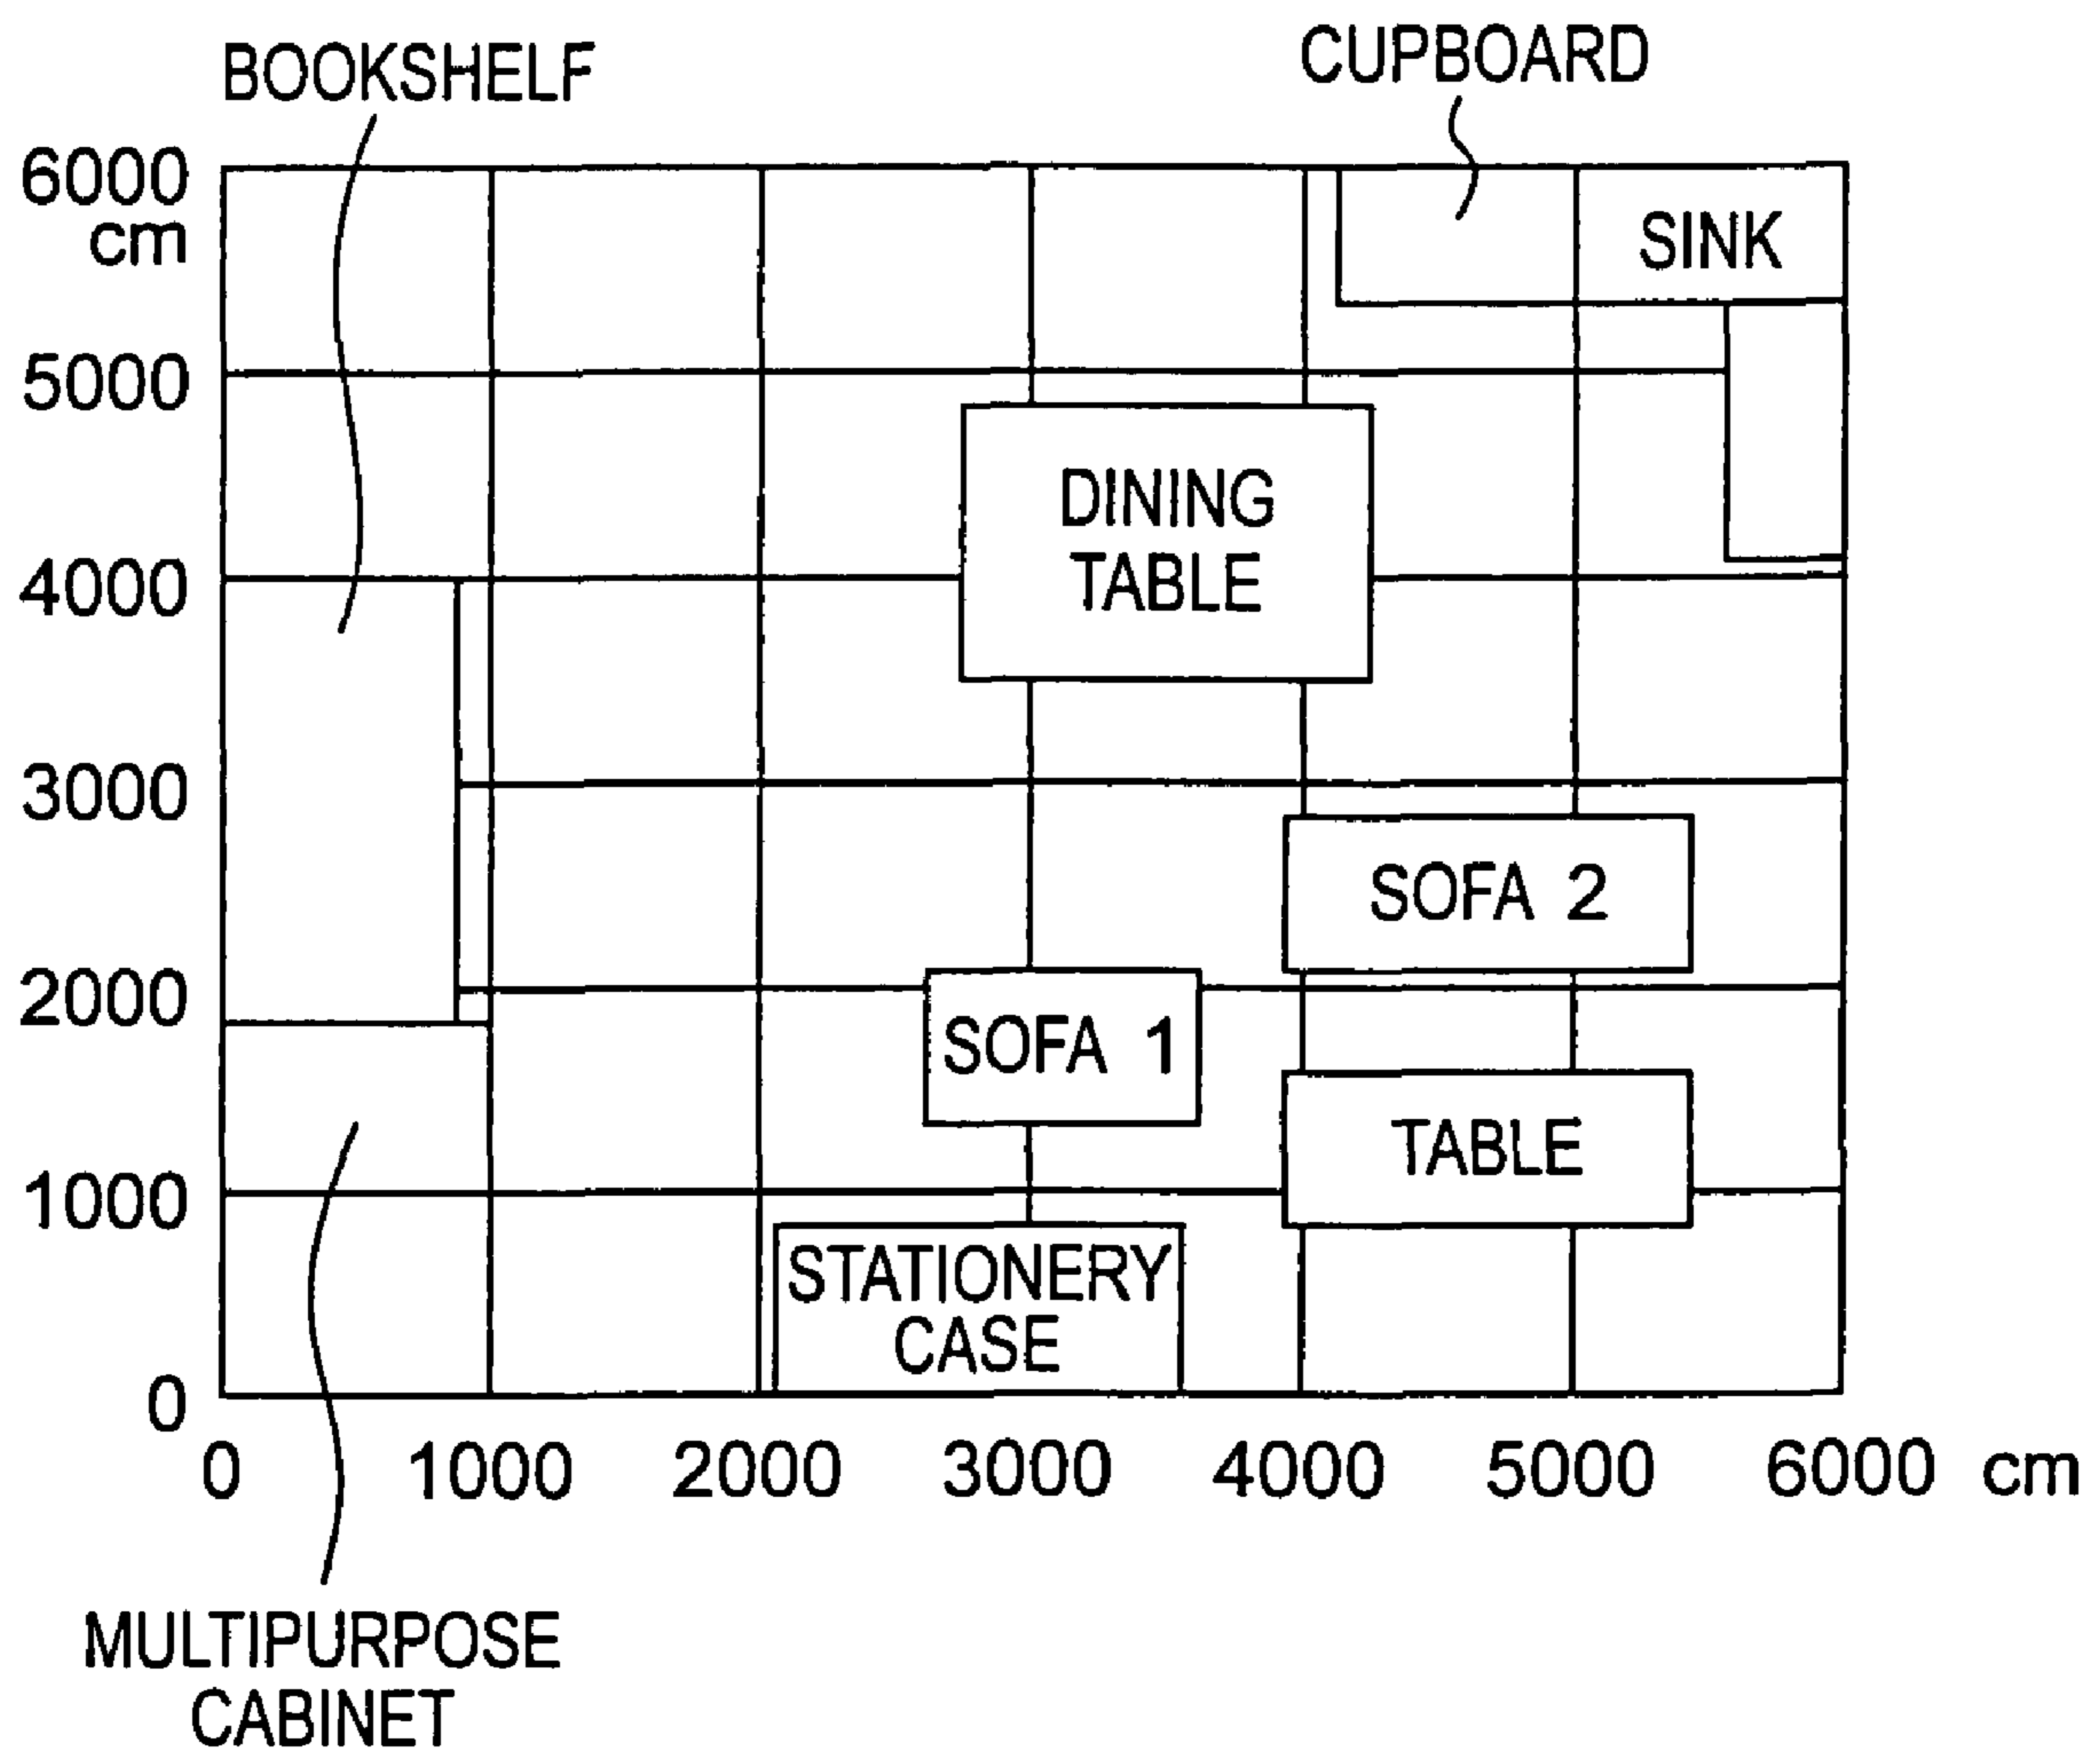 BOOKSHELF
CUPBOARD
6000
cm
SINK
5000
DINING
TABLE
4000
3000
SOFA 2
2000
SOFA 1
TABLE
1000
STATIONERY
CASE
0
0 1000 2000 3000 4000 5000 6000 cm
MULTIPURPOSE
CABINET